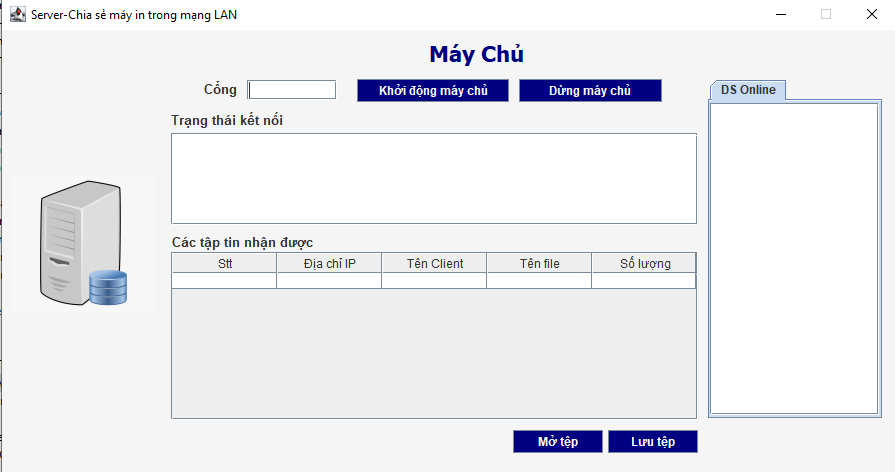 Server-Chia sẻ máy in trong mạng LAN
Máy Chủ
Cổng
Khởi động máy chủ
Dừng máy chủ
DS Online
Trạng thái kết nối
Các tập tin nhận được
Stt Địa chỉ IP Tên Client Tên file Số lượng
Mở tệp
Lưu tệp